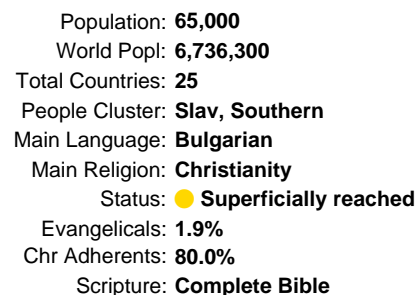 Population: 65,000
World Popl: 6,736,300
Total Countries: 25
People Cluster: Slav, Southern
Main Language: Bulgarian
Main Religion: Christianity
Status: Superficially reached
Evangelicals: 1.9%
Chr Adherents: 80.0%
Scripture: Complete Bible